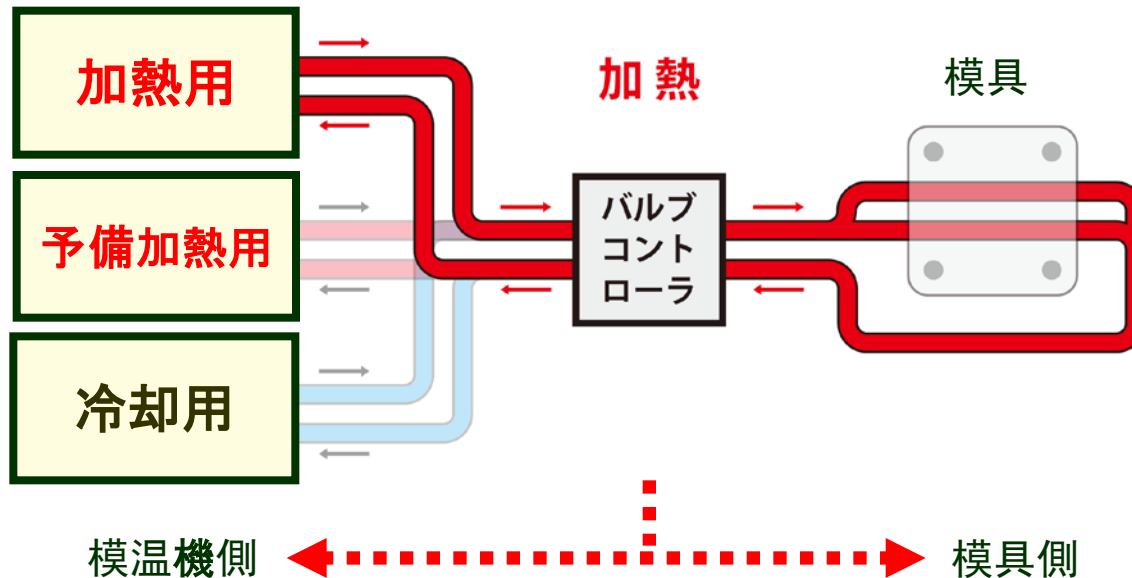 加熱用
加熱
模具
予備加熱用
バルブ
コント
ローラ
冷却用
模温機側
模具側